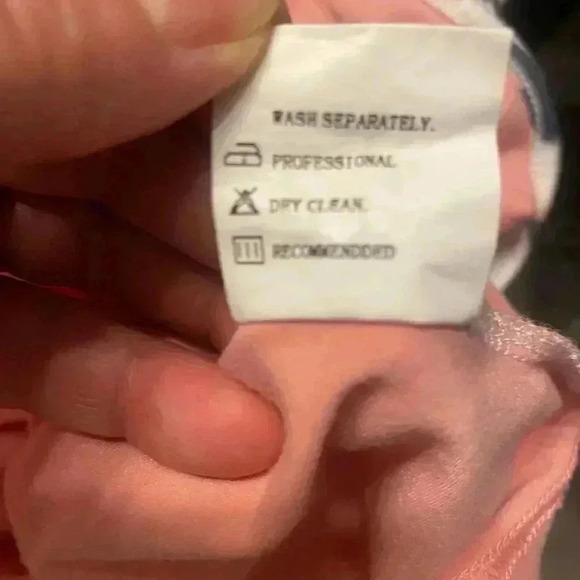 WASH SEPARATELY.
PROFESSIONAL
DRY CLEAN.
RECOMMENDDED